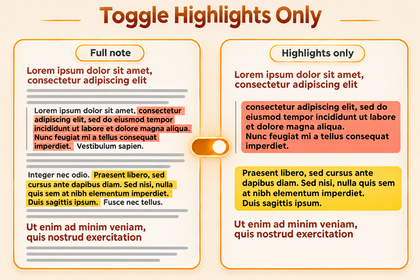 Toggle Highlights Only
Full note
Lorem ipsum dolor sit amet,
consectetur adipiscing elit
Lorem ipsum dolor sit amet, consectetur
adipiscing elit, sed do eiusmod tempor
incididunt ut labore et dolore magna aliqua.
Nunc feugiat mi a tellus consequat
imperdiet. Vestibulum sapien.
Integer nec odio. Praesent libero, sed
cursus ante dapibus diam. Sed nisi, nulla
quis sem at nibh elementum imperdiet.
Duis sagittis ipsum. Fusce nec tellus.
Ut enim ad minim veniam,
quis nostrud exercitation
Highlights only
Lorem ipsum dolor sit amet,
consectetur adipiscing elit
consectetur adipiscing elit, sed do
eiusmod tempor incididunt ut labore
et dolore magna aliqua.
Nunc feugiat mi a tellus consequat
imperdiet.
Praesent libero, sed cursus ante
dapibus diam. Sed nisi, nulla quis sem
at nibh elementum imperdiet.
Duis sagittis ipsum.
Ut enim ad minim veniam,
quis nostrud exercitation